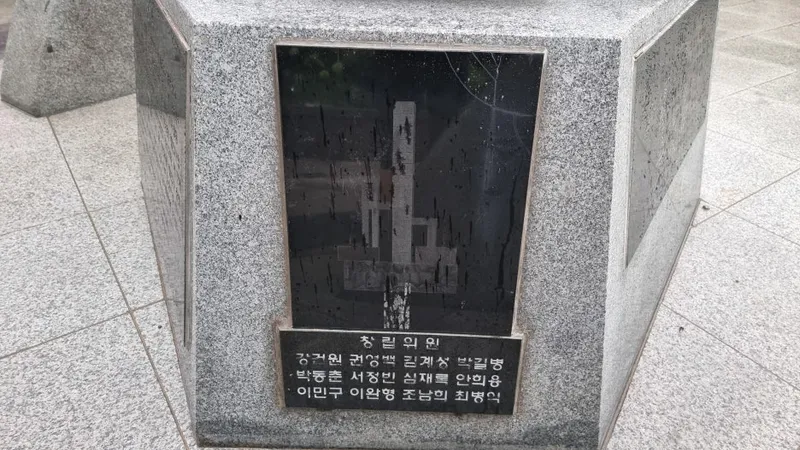 창립위원
강건원 권영백 김계성 박길병
박동춘 서정빈 심재록 안희용
이민구 이완형 조남희 최병익